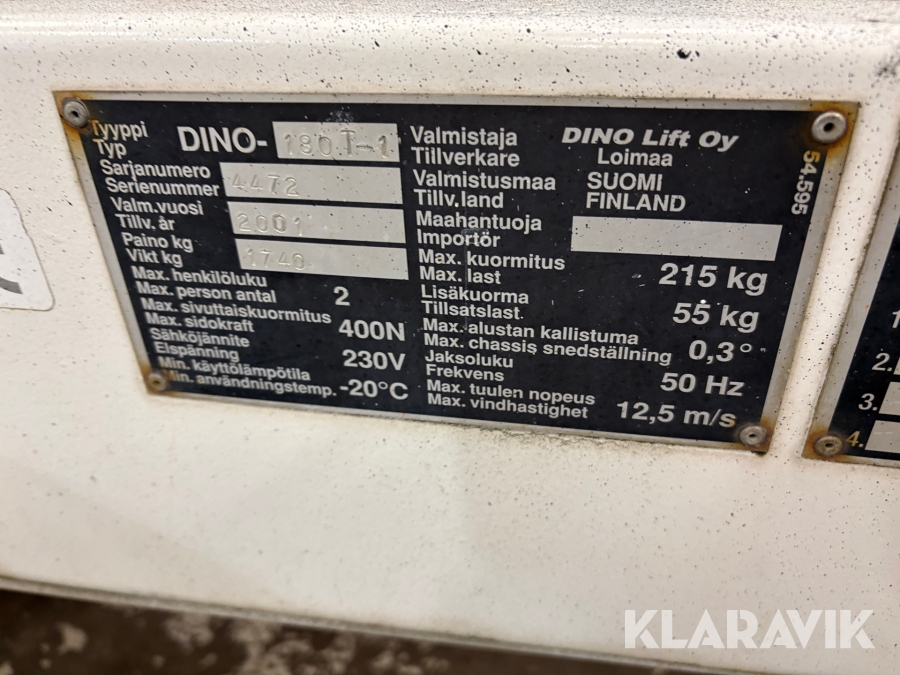 Tyyppi
Typ
DINO- 180T-1
Sarjanumero
Serienummer
4472
Valm.vuosi
Tillv. år
2001
Paino kg
Vikt kg
1740
Max. henkilöluku
Max. person antal
2
Max. sivuttaiskuormitus
Max. sidokraft
400N
Sähköjännite
Elspänning
230V
Min. käyttölämpötila
Min. användningstemp.
-20°C
Valmistaja
Tillverkare
DINO Lift Oy
Loimaa
Valmistusmaa
Tillv.land
SUOMI
FINLAND
Maahantuoja
Importör
Max. kuormitus
Max. last
215 kg
Lisäkuorma
Tillsatslast.
55 kg
Max. alustan kallistuma
Max. chassis snedställning
0,3°
Jaksoluku
Frekvens
50 Hz
Max. tuulen nopeus
Max. vindhastighet
12,5 m/s
54.595
1
2.
3.
4.
KLARAVIK